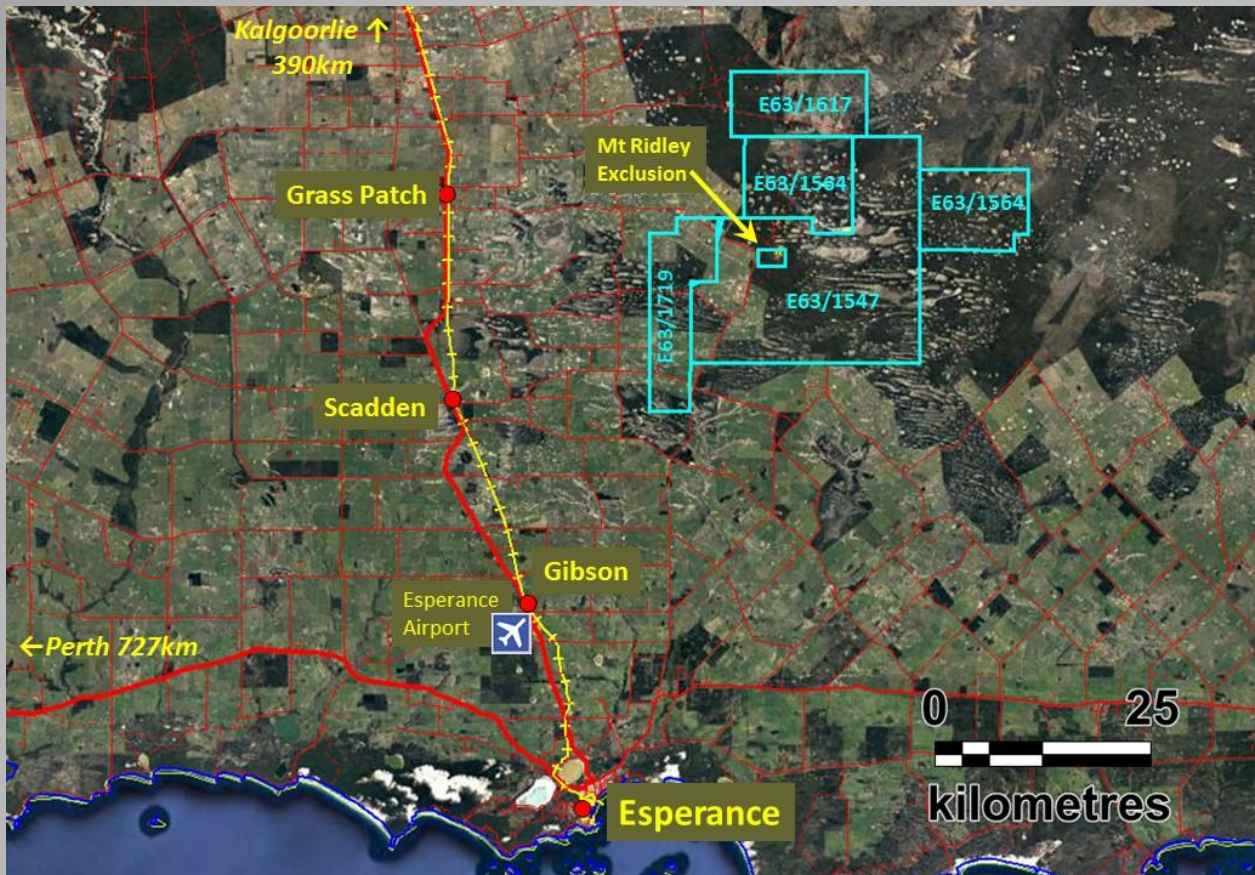 Kalgoorlie ↑
390km
E63/1617
Mt Ridley
Exclusion
E63/1564
E63/1564
Grass Patch
E63/1719
E63/1547
Scadden
Gibson
Esperance
Airport
←Perth 727km
0 25
kilometres
Esperance